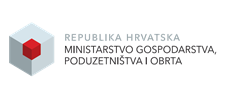 REPUBLIKA HRVATSKA
MINISTARSTVO GOSPODARSTVA,
PODUZETNIŠTVA I OBRTA